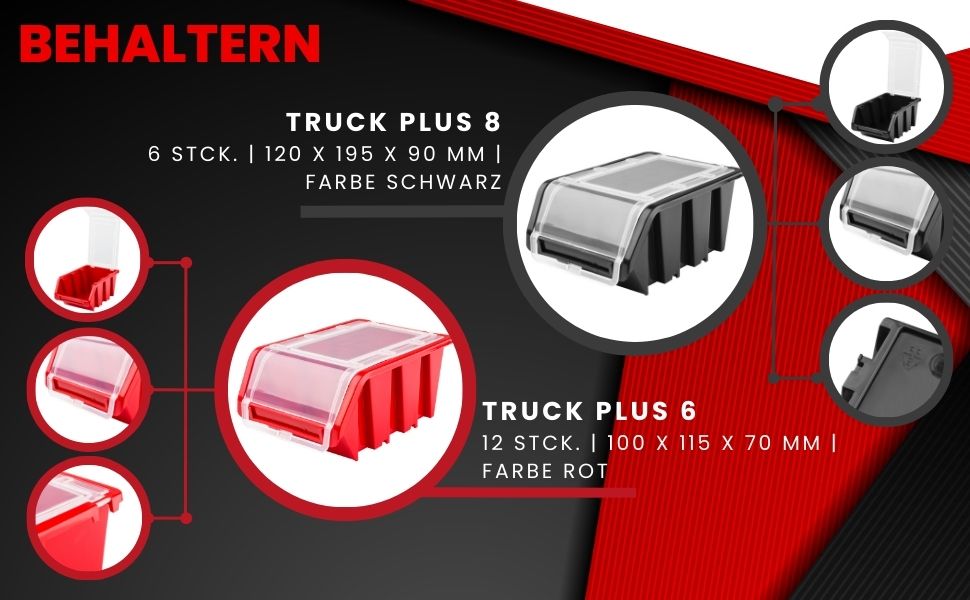 BEHALTERN
TRUCK PLUS 8
6 STCK. | 120 X 195 X 90 MM |
FARBE SCHWARZ
TRUCK PLUS 6
12 STCK. | 100 X 115 X 70 MM |
FARBE ROT